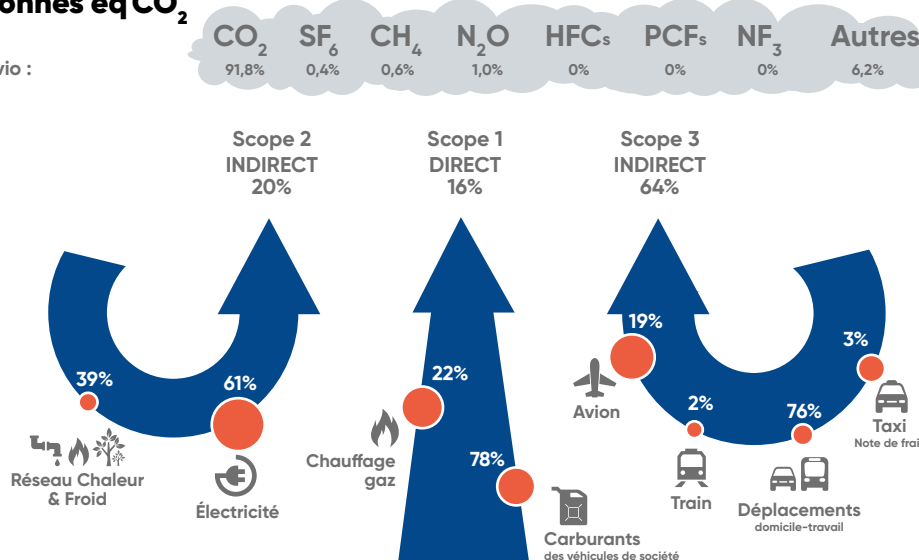 onnes éq CO2
vio :
CO2 SF6 CH4 N2O HFCs PCFs NF3 Autres
91,8% 0,4% 0,6% 1,0% 0% 0% 0% 6,2%
Scope 2
INDIRECT
20%
Scope 1
DIRECT
16%
Scope 3
INDIRECT
64%
39%
Réseau Chaleur
& Froid
61%
Électricité
22%
Chauffage
gaz
78%
Carburants
des véhicules de société
19%
Avion
2%
Train
76%
Déplacements
domicile-travail
3%
Taxi
Note de frai